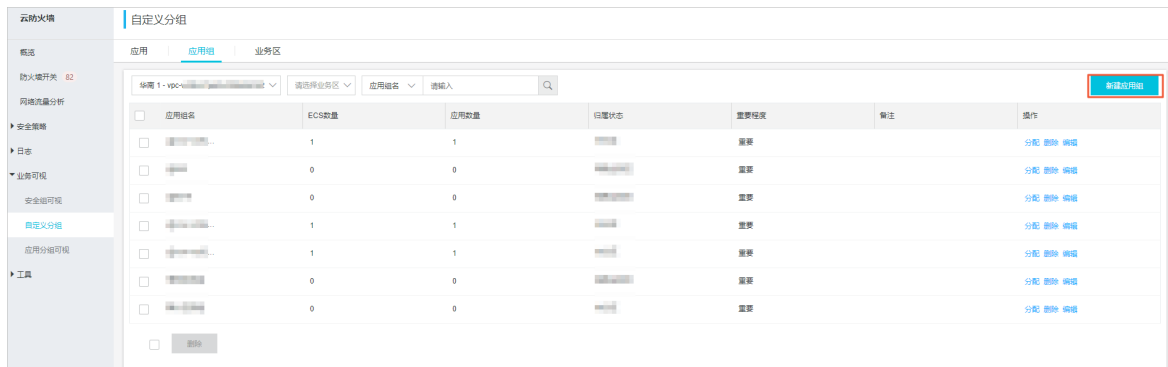 云防火墙
自定义分组
概览
防火墙开关 82
网络流量分析
安全策略
日志
业务可视
安全组可视
自定义分组
应用分组可视
工具
应用 应用组 业务区
华南 1 - vpc- 请选择业务区 应用组名 请输入 新建应用组
应用组名 ECS数量 应用数量 归属状态 重要程度 备注 操作
1 1 重要 分配 删除 编辑
0 0 重要 分配 删除 编辑
0 0 重要 分配 删除 编辑
1 1 重要 分配 删除 编辑
1 1 重要 分配 删除 编辑
0 0 重要 分配 删除 编辑
0 0 重要 分配 删除 编辑
删除